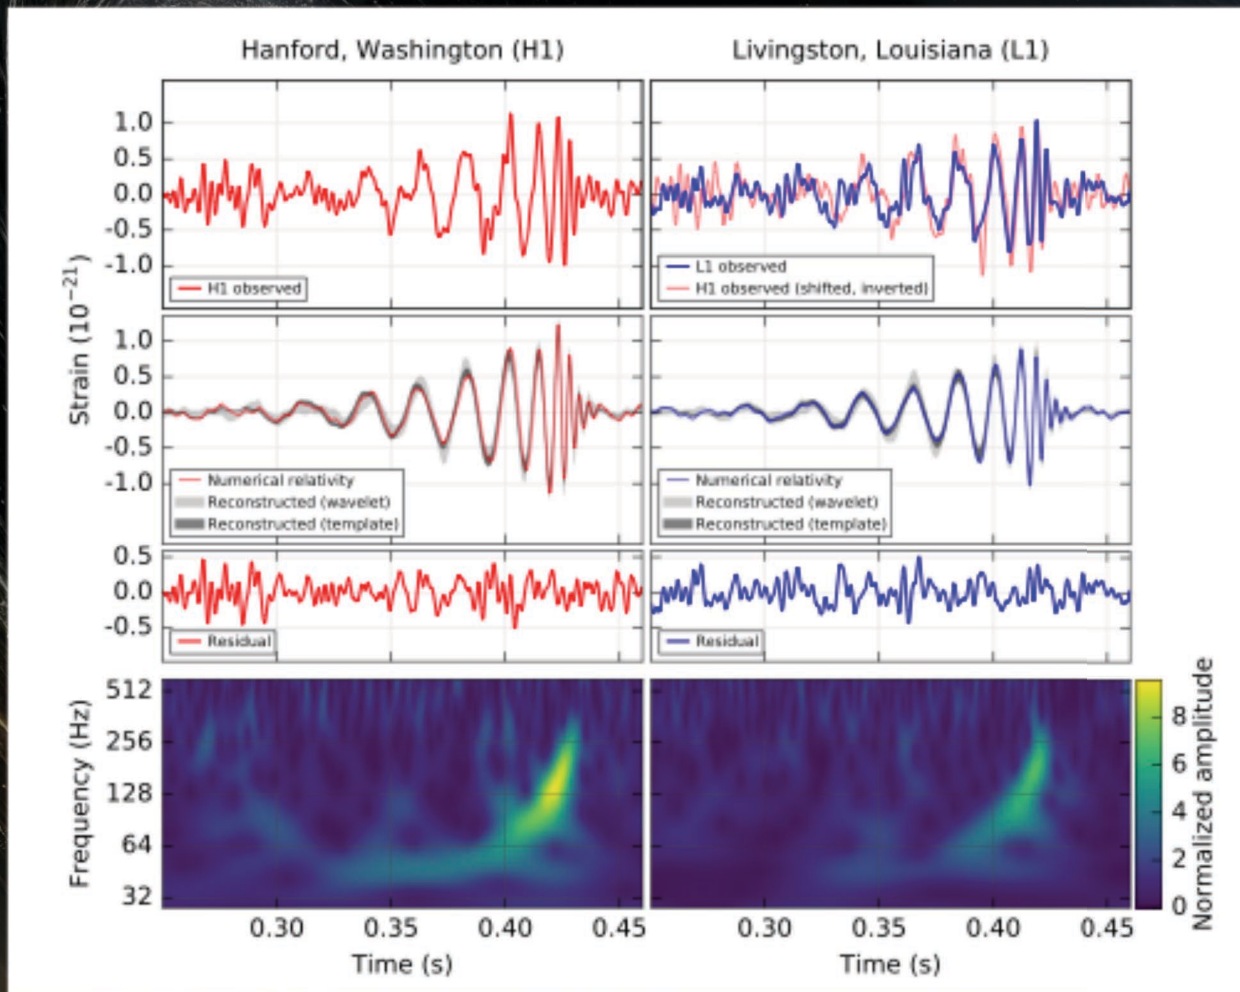 Hanford, Washington (H1)
Livingston, Louisiana (L1)
Strain (10⁻²¹)
1.0
0.5
0.0
-0.5
-1.0
H1 observed
L1 observed
H1 observed (shifted, inverted)
1.0
0.5
0.0
-0.5
-1.0
Numerical relativity
Reconstructed (wavelet)
Reconstructed (template)
Numerical relativity
Reconstructed (wavelet)
Reconstructed (template)
0.5
0.0
-0.5
Residual
Residual
Frequency (Hz)
512
256
128
64
32
0.30 0.35 0.40 0.45
Time (s)
0.30 0.35 0.40 0.45
Time (s)
8
6
4
2
0
Normalized amplitude